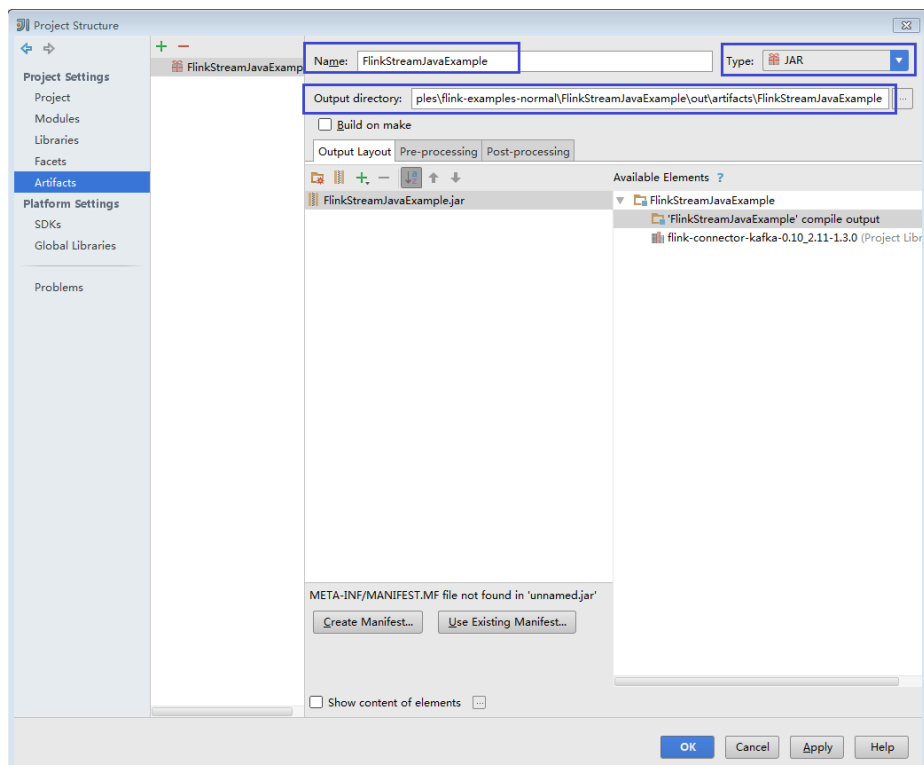 Project Structure
Project Settings
Project
Modules
Libraries
Facets
Artifacts
Platform Settings
SDKs
Global Libraries
Problems
FlinkStreamJavaExamp
Name: FlinkStreamJavaExample
Type: JAR
Output directory: ples\flink-examples-normal\FlinkStreamJavaExample\out\artifacts\FlinkStreamJavaExample ...
Build on make
Output Layout Pre-processing Post-processing
Available Elements ?
FlinkStreamJavaExample.jar
FlinkStreamJavaExample
'FlinkStreamJavaExample' compile output
flink-connector-kafka-0.10_2.11-1.3.0 (Project Libr
META-INF/MANIFEST.MF file not found in 'unnamed.jar'
Create Manifest... Use Existing Manifest...
Show content of elements ...
OK Cancel Apply Help